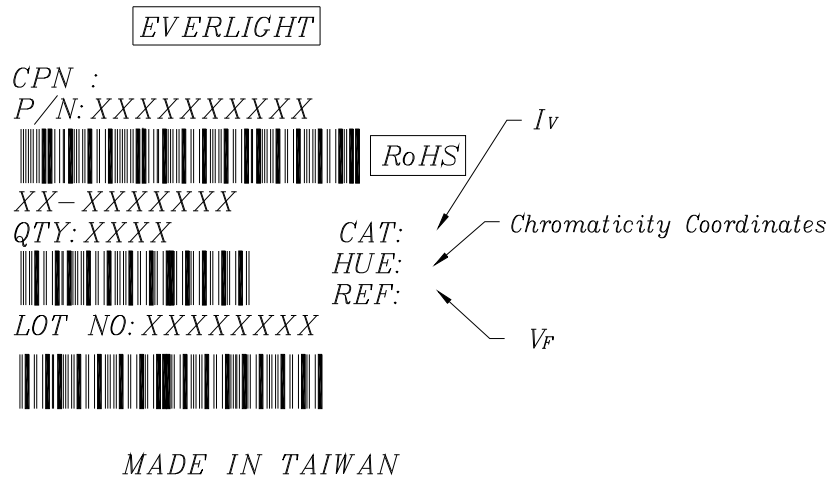 EVERLIGHT
CPN :
P/N: XXXXXXXXXX
RoHS
XX-XXXXXXX
QTY: XXXX
CAT:
HUE:
REF:
LOT NO: XXXXXXXX
MADE IN TAIWAN
Iv
Chromaticity Coordinates
VF